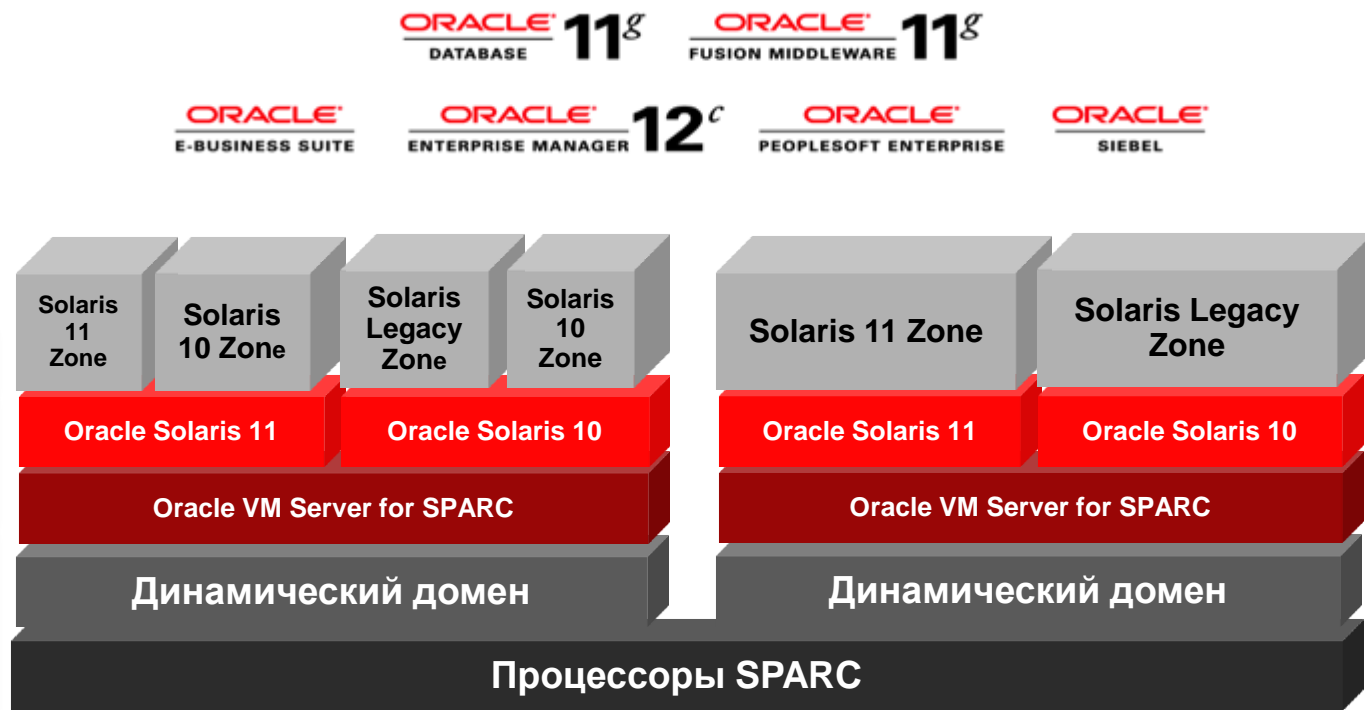 ORACLE 11g ORACLE 11g
DATABASE FUSION MIDDLEWARE
ORACLE ORACLE 12c ORACLE ORACLE
E-BUSINESS SUITE ENTERPRISE MANAGER PEOPLESOFT ENTERPRISE SIEBEL
Solaris
11
Zone
Solaris
10 Zone
Solaris
Legacy
Zone
Solaris
10
Zone
Solaris 11 Zone
Solaris Legacy
Zone
Oracle Solaris 11
Oracle Solaris 10
Oracle Solaris 11
Oracle Solaris 10
Oracle VM Server for SPARC
Oracle VM Server for SPARC
Динамический домен
Динамический домен
Процессоры SPARC